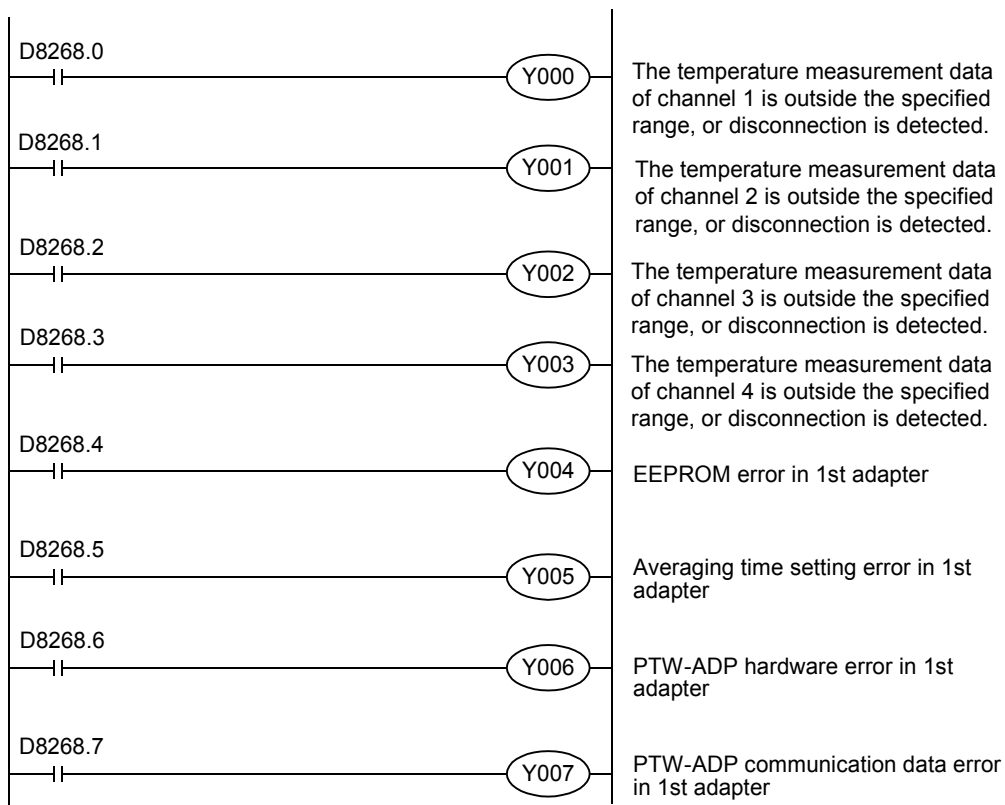 D8268.0
Y000
The temperature measurement data
of channel 1 is outside the specified
range, or disconnection is detected.
D8268.1
Y001
The temperature measurement data
of channel 2 is outside the specified
range, or disconnection is detected.
D8268.2
Y002
The temperature measurement data
of channel 3 is outside the specified
range, or disconnection is detected.
D8268.3
Y003
The temperature measurement data
of channel 4 is outside the specified
range, or disconnection is detected.
D8268.4
Y004
EEPROM error in 1st adapter
D8268.5
Y005
Averaging time setting error in 1st
adapter
D8268.6
Y006
PTW-ADP hardware error in 1st
adapter
D8268.7
Y007
PTW-ADP communication data error
in 1st adapter